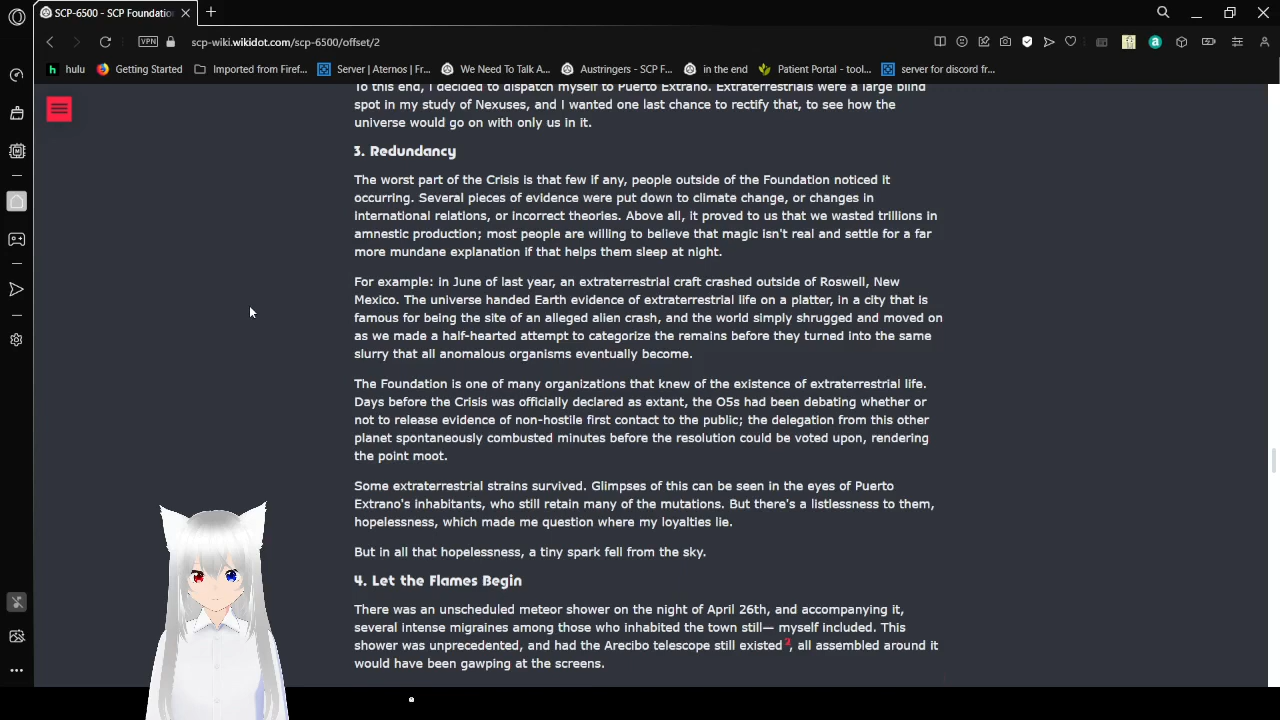 SCP-6500 - SCP Foundatio
scp-wiki.wikidot.com/scp-6500/offset/2
VPN
hulu
Getting Started
Imported from Firef...
Server | Aternos | Fr...
We Need To Talk A...
Austringers - SCP F...
in the end
Patient Portal - tool...
server for discord fr...
To this end, I decided to dispatch myself to Puerto Extrano. Extraterrestrials were a large blind
spot in my study of Nexuses, and I wanted one last chance to rectify that, to see how the
universe would go on with only us in it.
3. Redundancy
The worst part of the Crisis is that few if any, people outside of the Foundation noticed it
occurring. Several pieces of evidence were put down to climate change, or changes in
international relations, or incorrect theories. Above all, it proved to us that we wasted trillions in
amnestic production; most people are willing to believe that magic isn't real and settle for a far
more mundane explanation if that helps them sleep at night.
For example: in June of last year, an extraterrestrial craft crashed outside of Roswell, New
Mexico. The universe handed Earth evidence of extraterrestrial life on a platter, in a city that is
famous for being the site of an alleged alien crash, and the world simply shrugged and moved on
as we made a half-hearted attempt to categorize the remains before they turned into the same
slurry that all anomalous organisms eventually become.
The Foundation is one of many organizations that knew of the existence of extraterrestrial life.
Days before the Crisis was officially declared as extant, the O5s had been debating whether or
not to release evidence of non-hostile first contact to the public; the delegation from this other
planet spontaneously combusted minutes before the resolution could be voted upon, rendering
the point moot.
Some extraterrestrial strains survived. Glimpses of this can be seen in the eyes of Puerto
Extrano's inhabitants, who still retain many of the mutations. But there's a listlessness to them,
hopelessness, which made me question where my loyalties lie.
But in all that hopelessness, a tiny spark fell from the sky.
4. Let the Flames Begin
There was an unscheduled meteor shower on the night of April 26th, and accompanying it,
several intense migraines among those who inhabited the town still— myself included. This
shower was unprecedented, and had the Arecibo telescope still existed2, all assembled around it
would have been gawping at the screens.